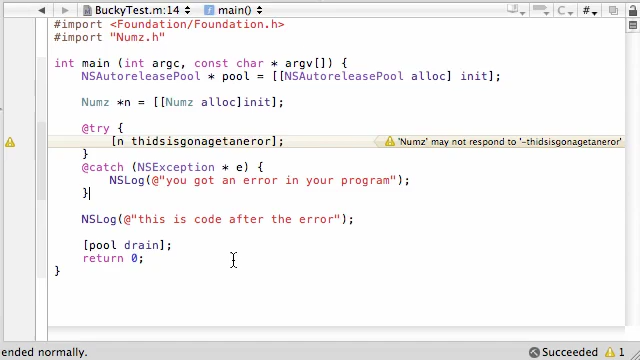 BuckyTest.m:14 main()
#import <Foundation/Foundation.h>
#import "Numz.h"
int main (int argc, const char * argv[]) {
NSAutoreleasePool * pool = [[NSAutoreleasePool alloc] init];
Numz *n = [[Numz alloc]init];
@try {
[n thidsisgonagetaneror]; 'Numz' may not respond to '-thidsisgonagetaneror'
}
@catch (NSException * e) {
NSLog(@"you got an error in your program");
}
NSLog(@"this is code after the error");
[pool drain];
return 0;
}
ended normally. Succeeded 1